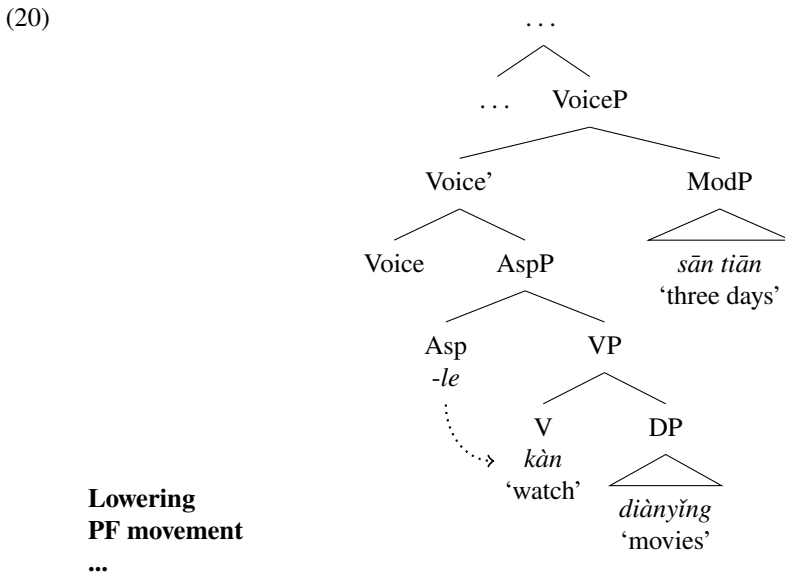 (20)
. . .
. . . VoiceP
Voice’ ModP
Voice AspP sān tiān
‘three days’
Asp VP
-le
V DP
kàn
‘watch’ diànyǐng
‘movies’
Lowering
PF movement
...